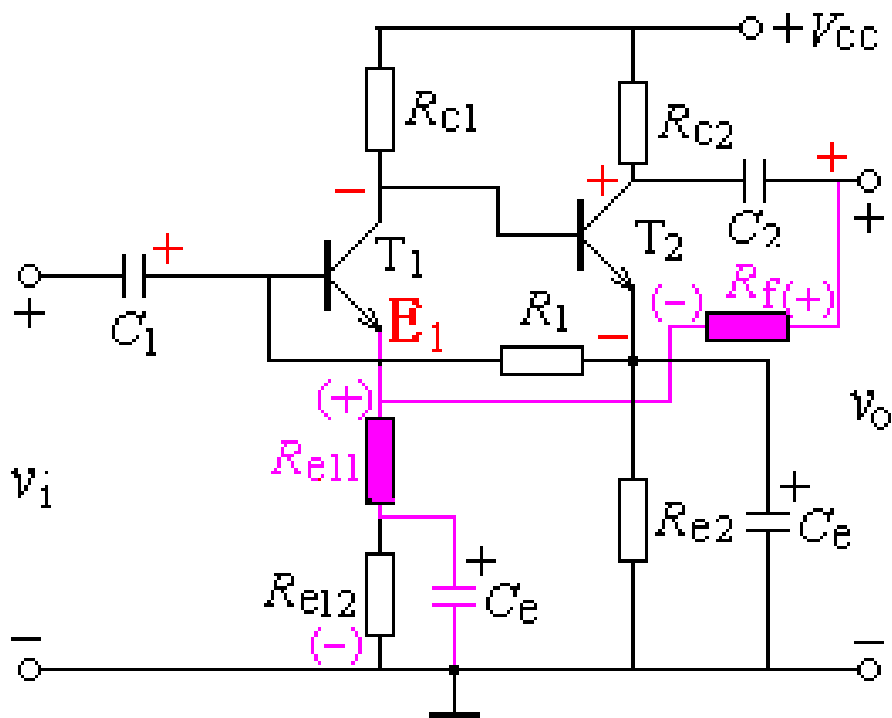 +VCC
RC1
RC2
−
+
+
+
T1
T2
C2
+
+
C1
E1
R1
−
(−)
Rf
(+)
(+)
vi
Re11
vo
Re2
+
Ce
Re12
+
Ce
(−)
−
−